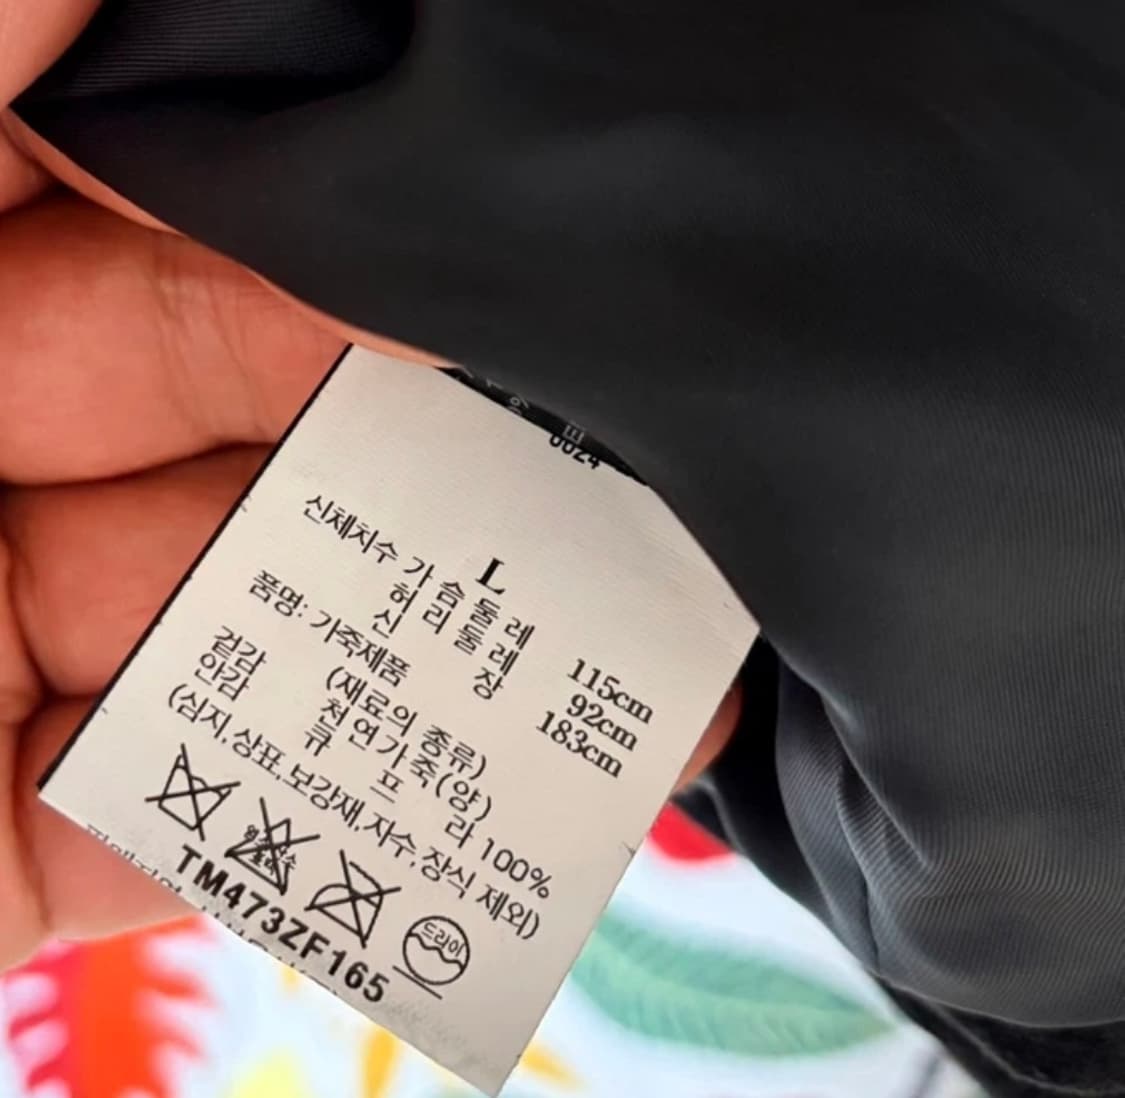 0024
L
신체치수 가 슴 둘 레 115cm
허 리 둘 레 92cm
신 장 183cm
품명: 가죽제품 (재료의 종류)
겉감 천연가죽(양)
안감 큐 프 라 100%
(심지,상표,보강재,자수,장식 제외)
드라이
TM473ZF165